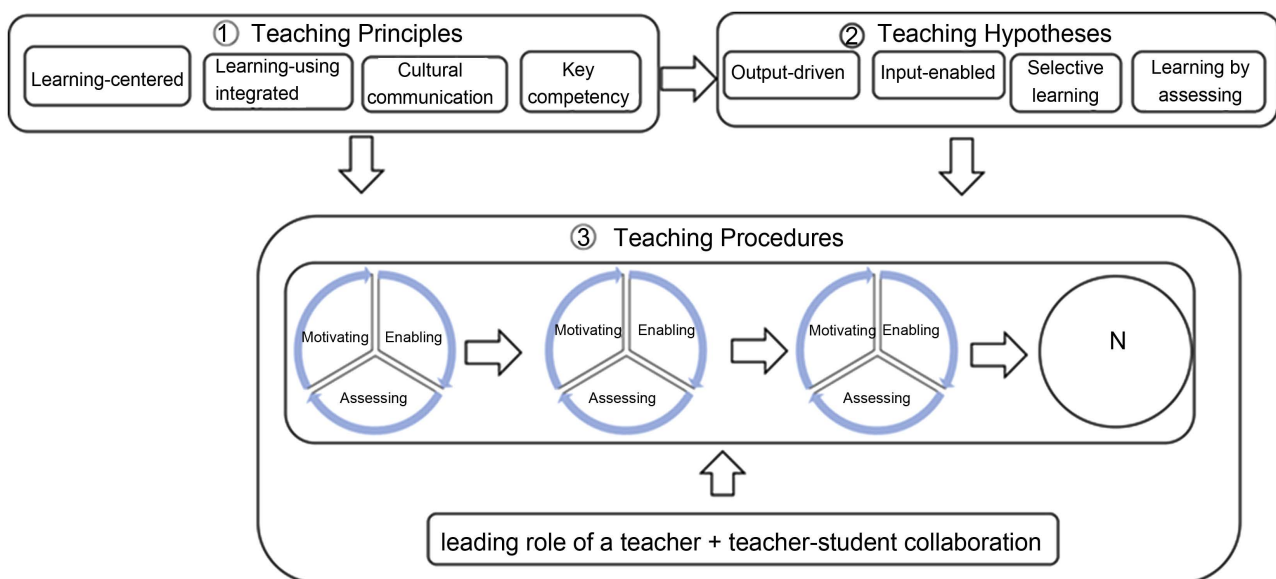 ① Teaching Principles
Learning-centered
Learning-using
integrated
Cultural
communication
Key
competency
② Teaching Hypotheses
Output-driven
Input-enabled
Selective
learning
Learning by
assessing
③ Teaching Procedures
Motivating
Enabling
Assessing
Motivating
Enabling
Assessing
Motivating
Enabling
Assessing
N
leading role of a teacher + teacher-student collaboration